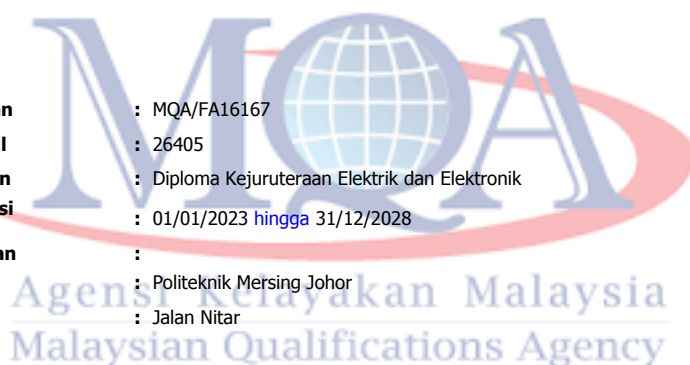 MQA
an : MQA/FA16167
l : 26405
n : Diploma Kejuruteraan Elektrik dan Elektronik
si : 01/01/2023 hingga 31/12/2028
an :
: Politeknik Mersing Johor
: Jalan Nitar
Agensi Kelayakan Malaysia
Malaysian Qualifications Agency